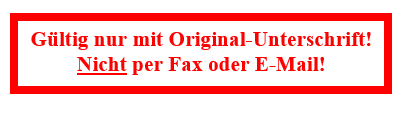 Gültig nur mit Original-Unterschrift!
Nicht per Fax oder E-Mail!